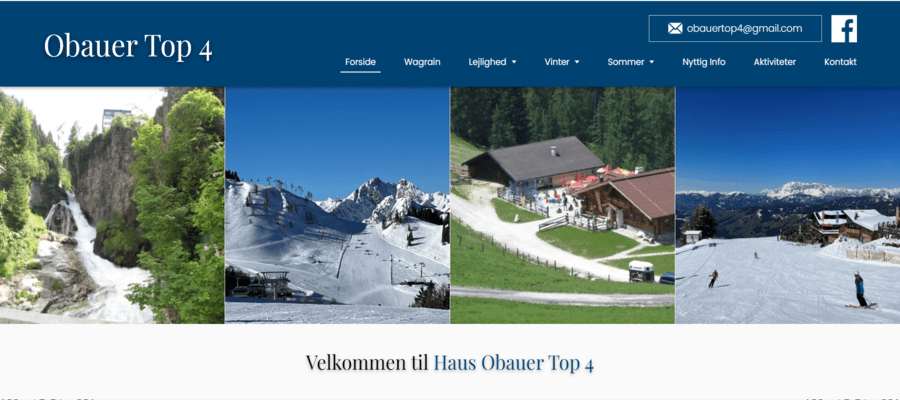 obauertop4@gmail.com
Obauer Top 4
Forside Wagrain Lejlighed Vinter Sommer Nyttig Info Aktiviteter Kontakt
Velkommen til Haus Obauer Top 4